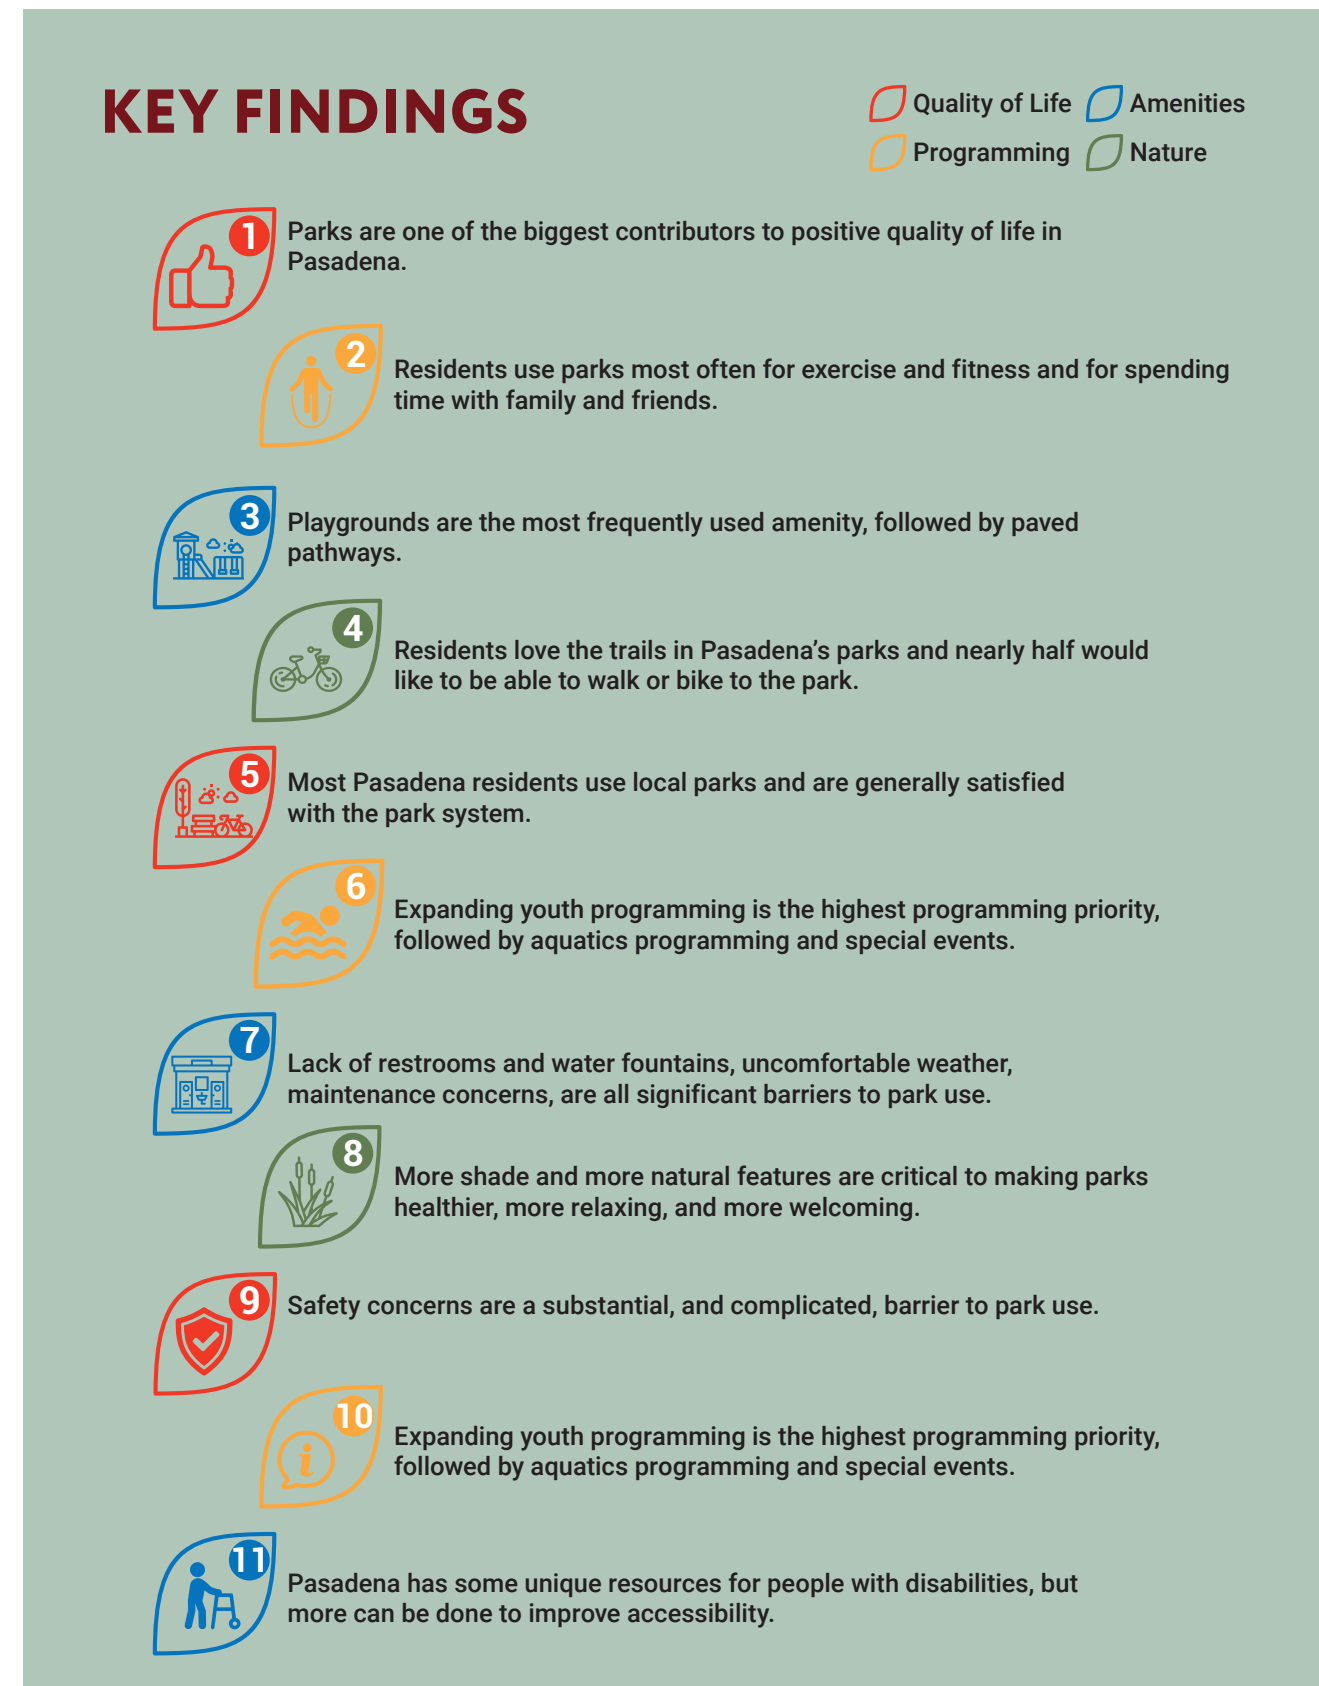 KEY FINDINGS
Quality of Life
Amenities
Programming
Nature
1
Parks are one of the biggest contributors to positive quality of life in
Pasadena.
2
Residents use parks most often for exercise and fitness and for spending
time with family and friends.
3
Playgrounds are the most frequently used amenity, followed by paved
pathways.
4
Residents love the trails in Pasadena’s parks and nearly half would
like to be able to walk or bike to the park.
5
Most Pasadena residents use local parks and are generally satisfied
with the park system.
6
Expanding youth programming is the highest programming priority,
followed by aquatics programming and special events.
7
Lack of restrooms and water fountains, uncomfortable weather,
maintenance concerns, are all significant barriers to park use.
8
More shade and more natural features are critical to making parks
healthier, more relaxing, and more welcoming.
9
Safety concerns are a substantial, and complicated, barrier to park use.
10
i
Expanding youth programming is the highest programming priority,
followed by aquatics programming and special events.
11
Pasadena has some unique resources for people with disabilities, but
more can be done to improve accessibility.